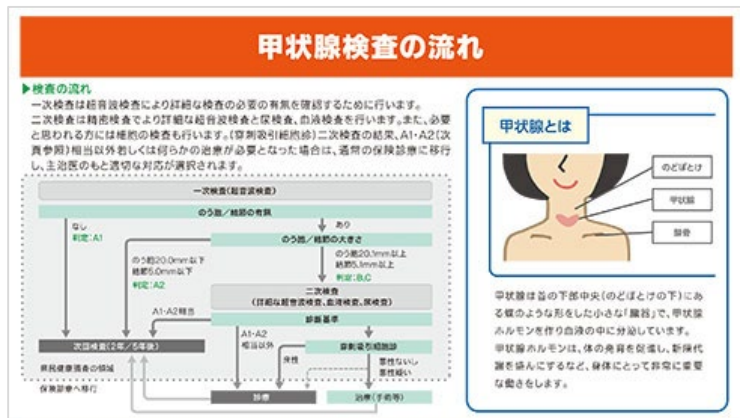 甲状腺検査の流れ
▶検査の流れ
一次検査は超音波検査により詳細な検査の必要の有無を確認するために行います。
二次検査は精密検査でより詳細な超音波検査と尿検査、血液検査を行います。また、必要
と思われる方には細胞の検査も行います。(穿刺吸引細胞診)二次検査の結果、A1・A2(次
頁参照)相当以外若しくは何らかの治療が必要となった場合は、通常の保険診療に移行
し、主治医のもと適切な対応が選択されます。
一次検査(超音波検査)
のう胞/結節の有無
なし
判定:A1
あり
のう胞/結節の大きさ
のう胞20.0mm以下
結節5.0mm以下
判定:A2
のう胞20.1mm以上
結節5.1mm以上
判定:B,C
二次検査
(詳細な超音波検査、血液検査、尿検査)
A1・A2相当
診断基準
A1・A2
相当以外
次回検査(2年/5年後)
穿刺吸引細胞診
良性
悪性ないし
悪性疑い
県民健康調査の領域
保険診療へ移行
診療
治療(手術等)
甲状腺とは
のどぼとけ
甲状腺
鎖骨
甲状腺は首の下部中央(のどぼとけの下)にあ
る蝶のような形をした小さな「臓器」で、甲状腺
ホルモンを作り血液の中に分泌しています。
甲状腺ホルモンは、体の発育を促進し、新陳代
謝を盛んにするなど、身体にとって非常に重要
な働きをします。